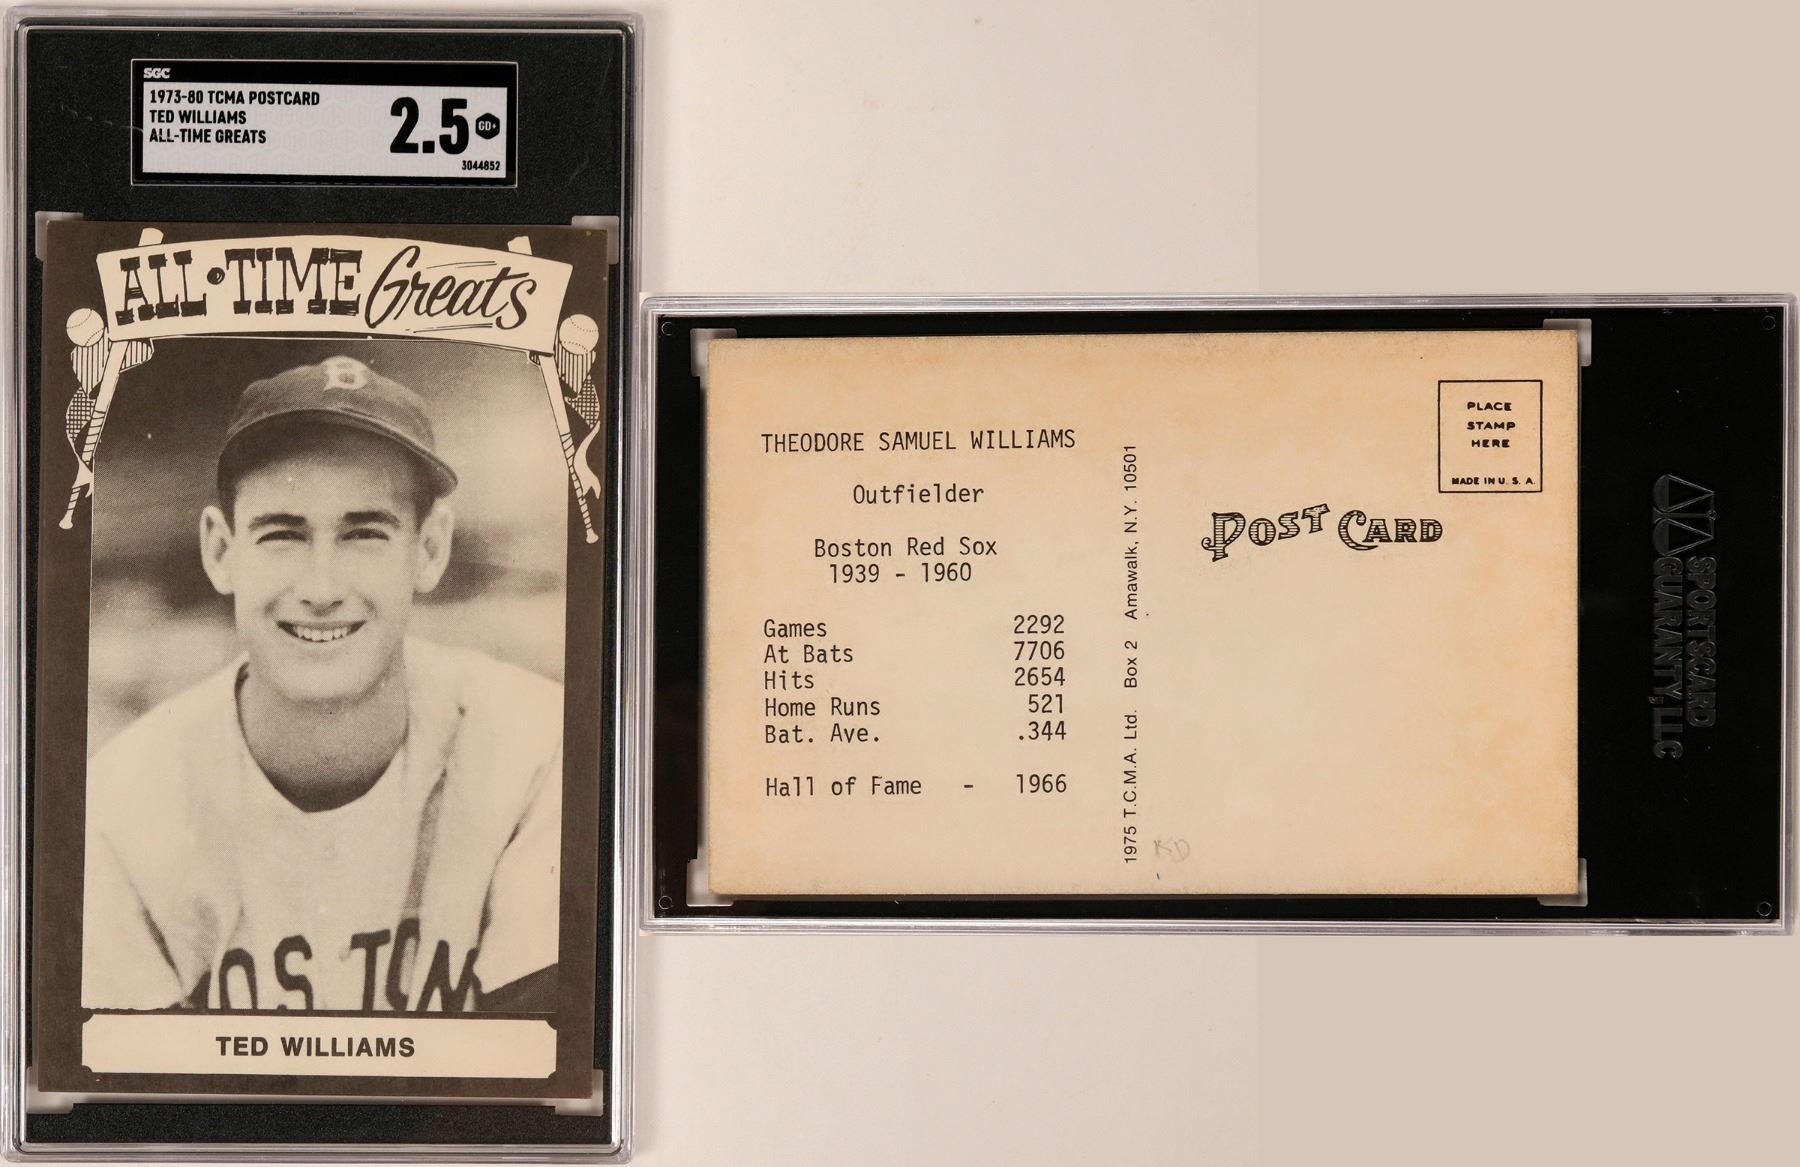 SGC
1973-80 TCMA POSTCARD
TED WILLIAMS
ALL-TIME GREATS
2.5
GD+
3044852
ALL·TIME Greats
B
BOSTON
TED WILLIAMS
THEODORE SAMUEL WILLIAMS
Outfielder
Boston Red Sox
1939 - 1960
Games 2292
At Bats 7706
Hits 2654
Home Runs 521
Bat. Ave. .344
Hall of Fame - 1966
1975 T.C.M.A. Ltd. Box 2 Amawalk, N.Y. 10501
KD
POST CARD
PLACE
STAMP
HERE
MADE IN U. S. A.
SPORTSCARD
GUARANTY, LLC